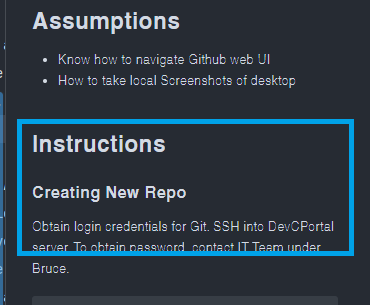 Assumptions
Know how to navigate Github web UI
How to take local Screenshots of desktop
Instructions
Creating New Repo
Obtain login credentials for Git. SSH into DevCPortal
server. To obtain password, contact IT Team under
Bruce.